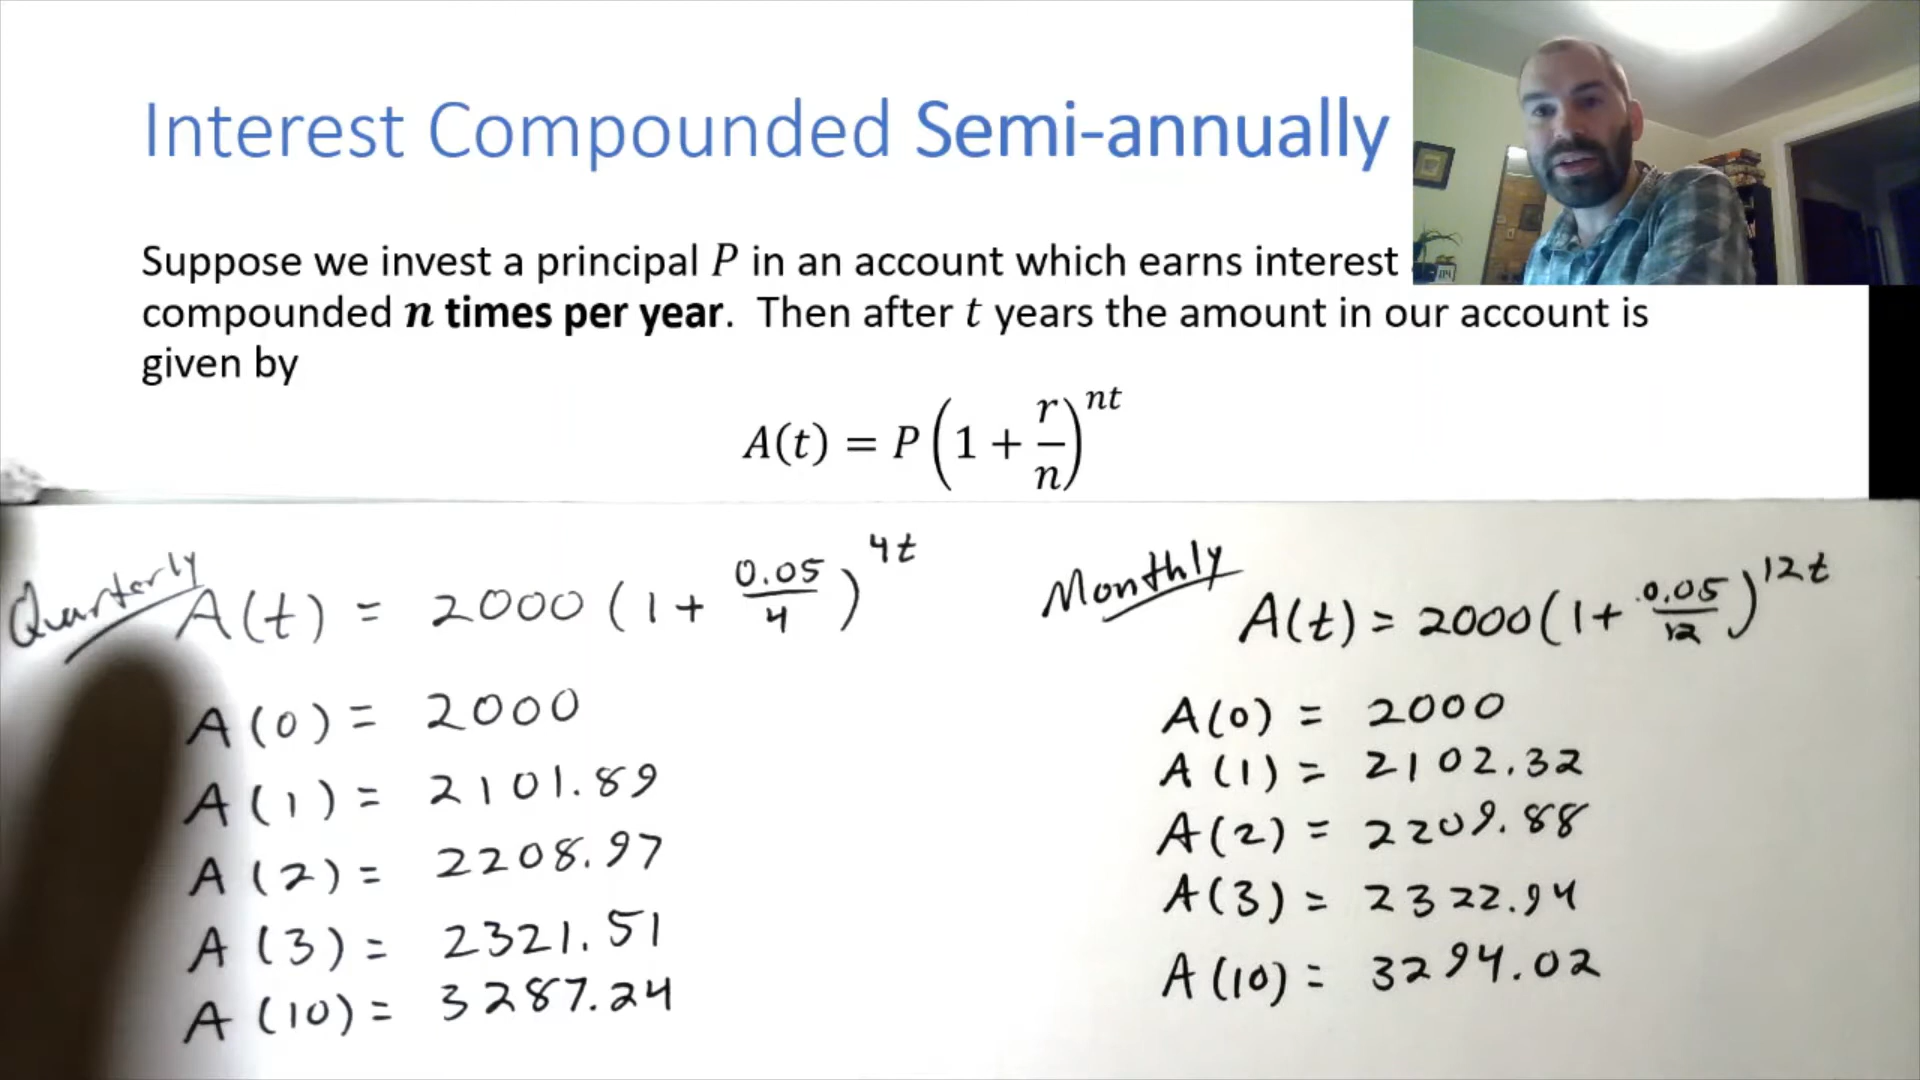 Interest Compounded Semi-annually
Suppose we invest a principal P in an account which earns interest
compounded n times per year. Then after t years the amount in our account is
given by
A(t) = P(1 + r/n)^nt
Quarterly A(t) = 2000 (1 + 0.05/4)^4t
A(0) = 2000
A(1) = 2101.89
A(2) = 2208.97
A(3) = 2321.51
A(10) = 3287.24
Monthly A(t) = 2000(1 + 0.05/12)^12t
A(0) = 2000
A(1) = 2102.32
A(2) = 2209.88
A(3) = 2322.94
A(10) = 3294.02